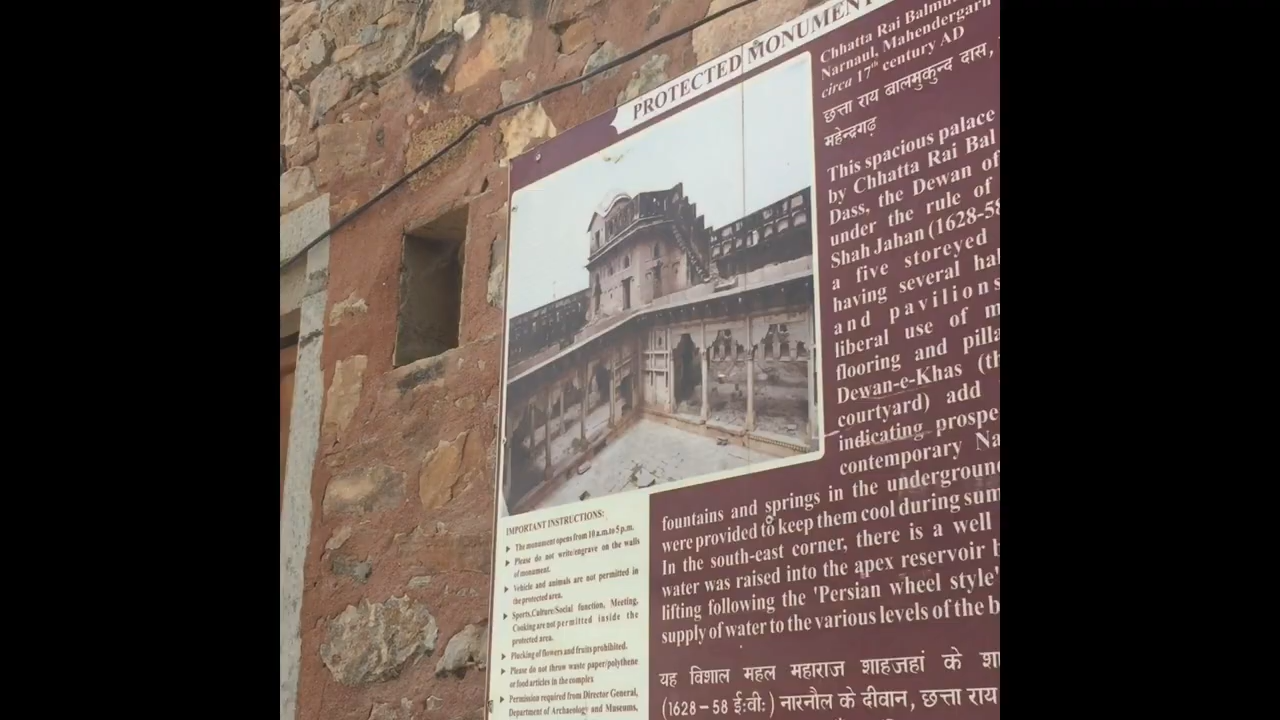 PROTECTED MONUMENT
Chhatta Rai
Narnaul, Mahendergarh
circa 17th century AD
छत्ता राय बालमुकुन्द दास,
महेन्द्रगढ़
This spacious palace
by Chhatta Rai Bal
Dass, the Dewan of
under the rule of
Shah Jahan (1628-58
a five storeyed
having several
and pavilions
liberal use of
flooring and
Dewan-e-Khas
courtyard) add
indicating
contemporary
fountains and springs in the underground
were provided to keep them cool during
In the south-east corner, there is a well
water was raised into the apex reservoir
lifting following the 'Persian wheel style'
supply of water to the various levels of the
यह विशाल महल महाराज शाहजहां के
(1628 – 58 ई:वी:) नारनौल के दीवान, छत्ता राय
IMPORTANT INSTRUCTIONS:
The monument opens from 10 a.m.to 5 p.m.
Please do not write/engrave on the walls
of monument.
Vehicle and animals are not permitted in
the protected area.
Sports,Culture/Social function, Meeting,
Cooking are not permitted inside the
protected area.
Plucking of flowers and fruits prohibited.
Please do not throw waste paper/polythene
or food articles in the complex
Permission required from Director General,
Department of Archaeology and Museums,